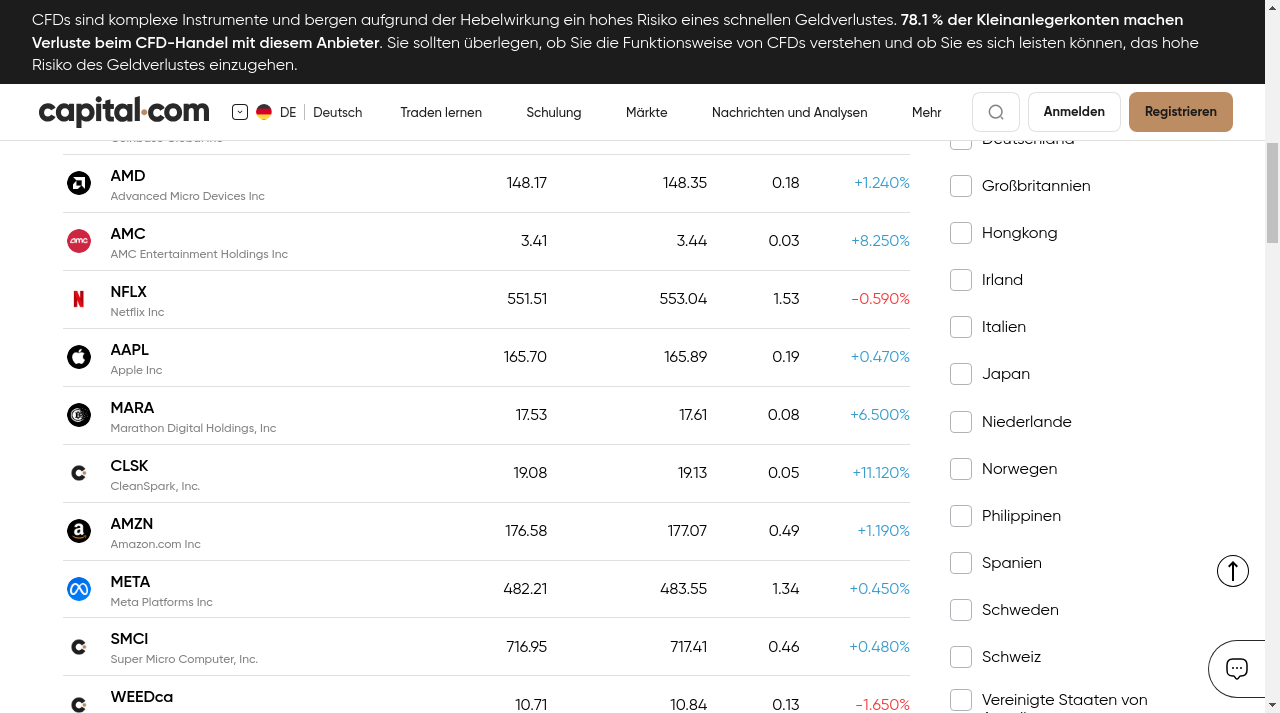 CFDs sind komplexe Instrumente und bergen aufgrund der Hebelwirkung ein hohes Risiko eines schnellen Geldverlustes. 78.1 % der Kleinanlegerkonten machen
Verluste beim CFD-Handel mit diesem Anbieter. Sie sollten überlegen, ob Sie die Funktionsweise von CFDs verstehen und ob Sie es sich leisten können, das hohe
Risiko des Geldverlustes einzugehen.
capital.com DE Deutsch Traden lernen Schulung Märkte Nachrichten und Analysen Mehr Anmelden Registrieren
Coinbase Global Inc
Deutschland
AMD 148.17 148.35 0.18 +1.240%
Advanced Micro Devices Inc
Großbritannien
AMC 3.41 3.44 0.03 +8.250%
AMC Entertainment Holdings Inc
Hongkong
NFLX 551.51 553.04 1.53 -0.590%
Netflix Inc
Irland
AAPL 165.70 165.89 0.19 +0.470%
Apple Inc
Italien
Japan
MARA 17.53 17.61 0.08 +6.500%
Marathon Digital Holdings, Inc
Niederlande
CLSK 19.08 19.13 0.05 +11.120%
CleanSpark, Inc.
Norwegen
AMZN 176.58 177.07 0.49 +1.190%
Amazon.com Inc
Philippinen
META 482.21 483.55 1.34 +0.450%
Meta Platforms Inc
Spanien
Schweden
SMCI 716.95 717.41 0.46 +0.480%
Super Micro Computer, Inc.
Schweiz
WEEDca 10.71 10.84 0.13 -1.650%
Vereinigte Staaten von